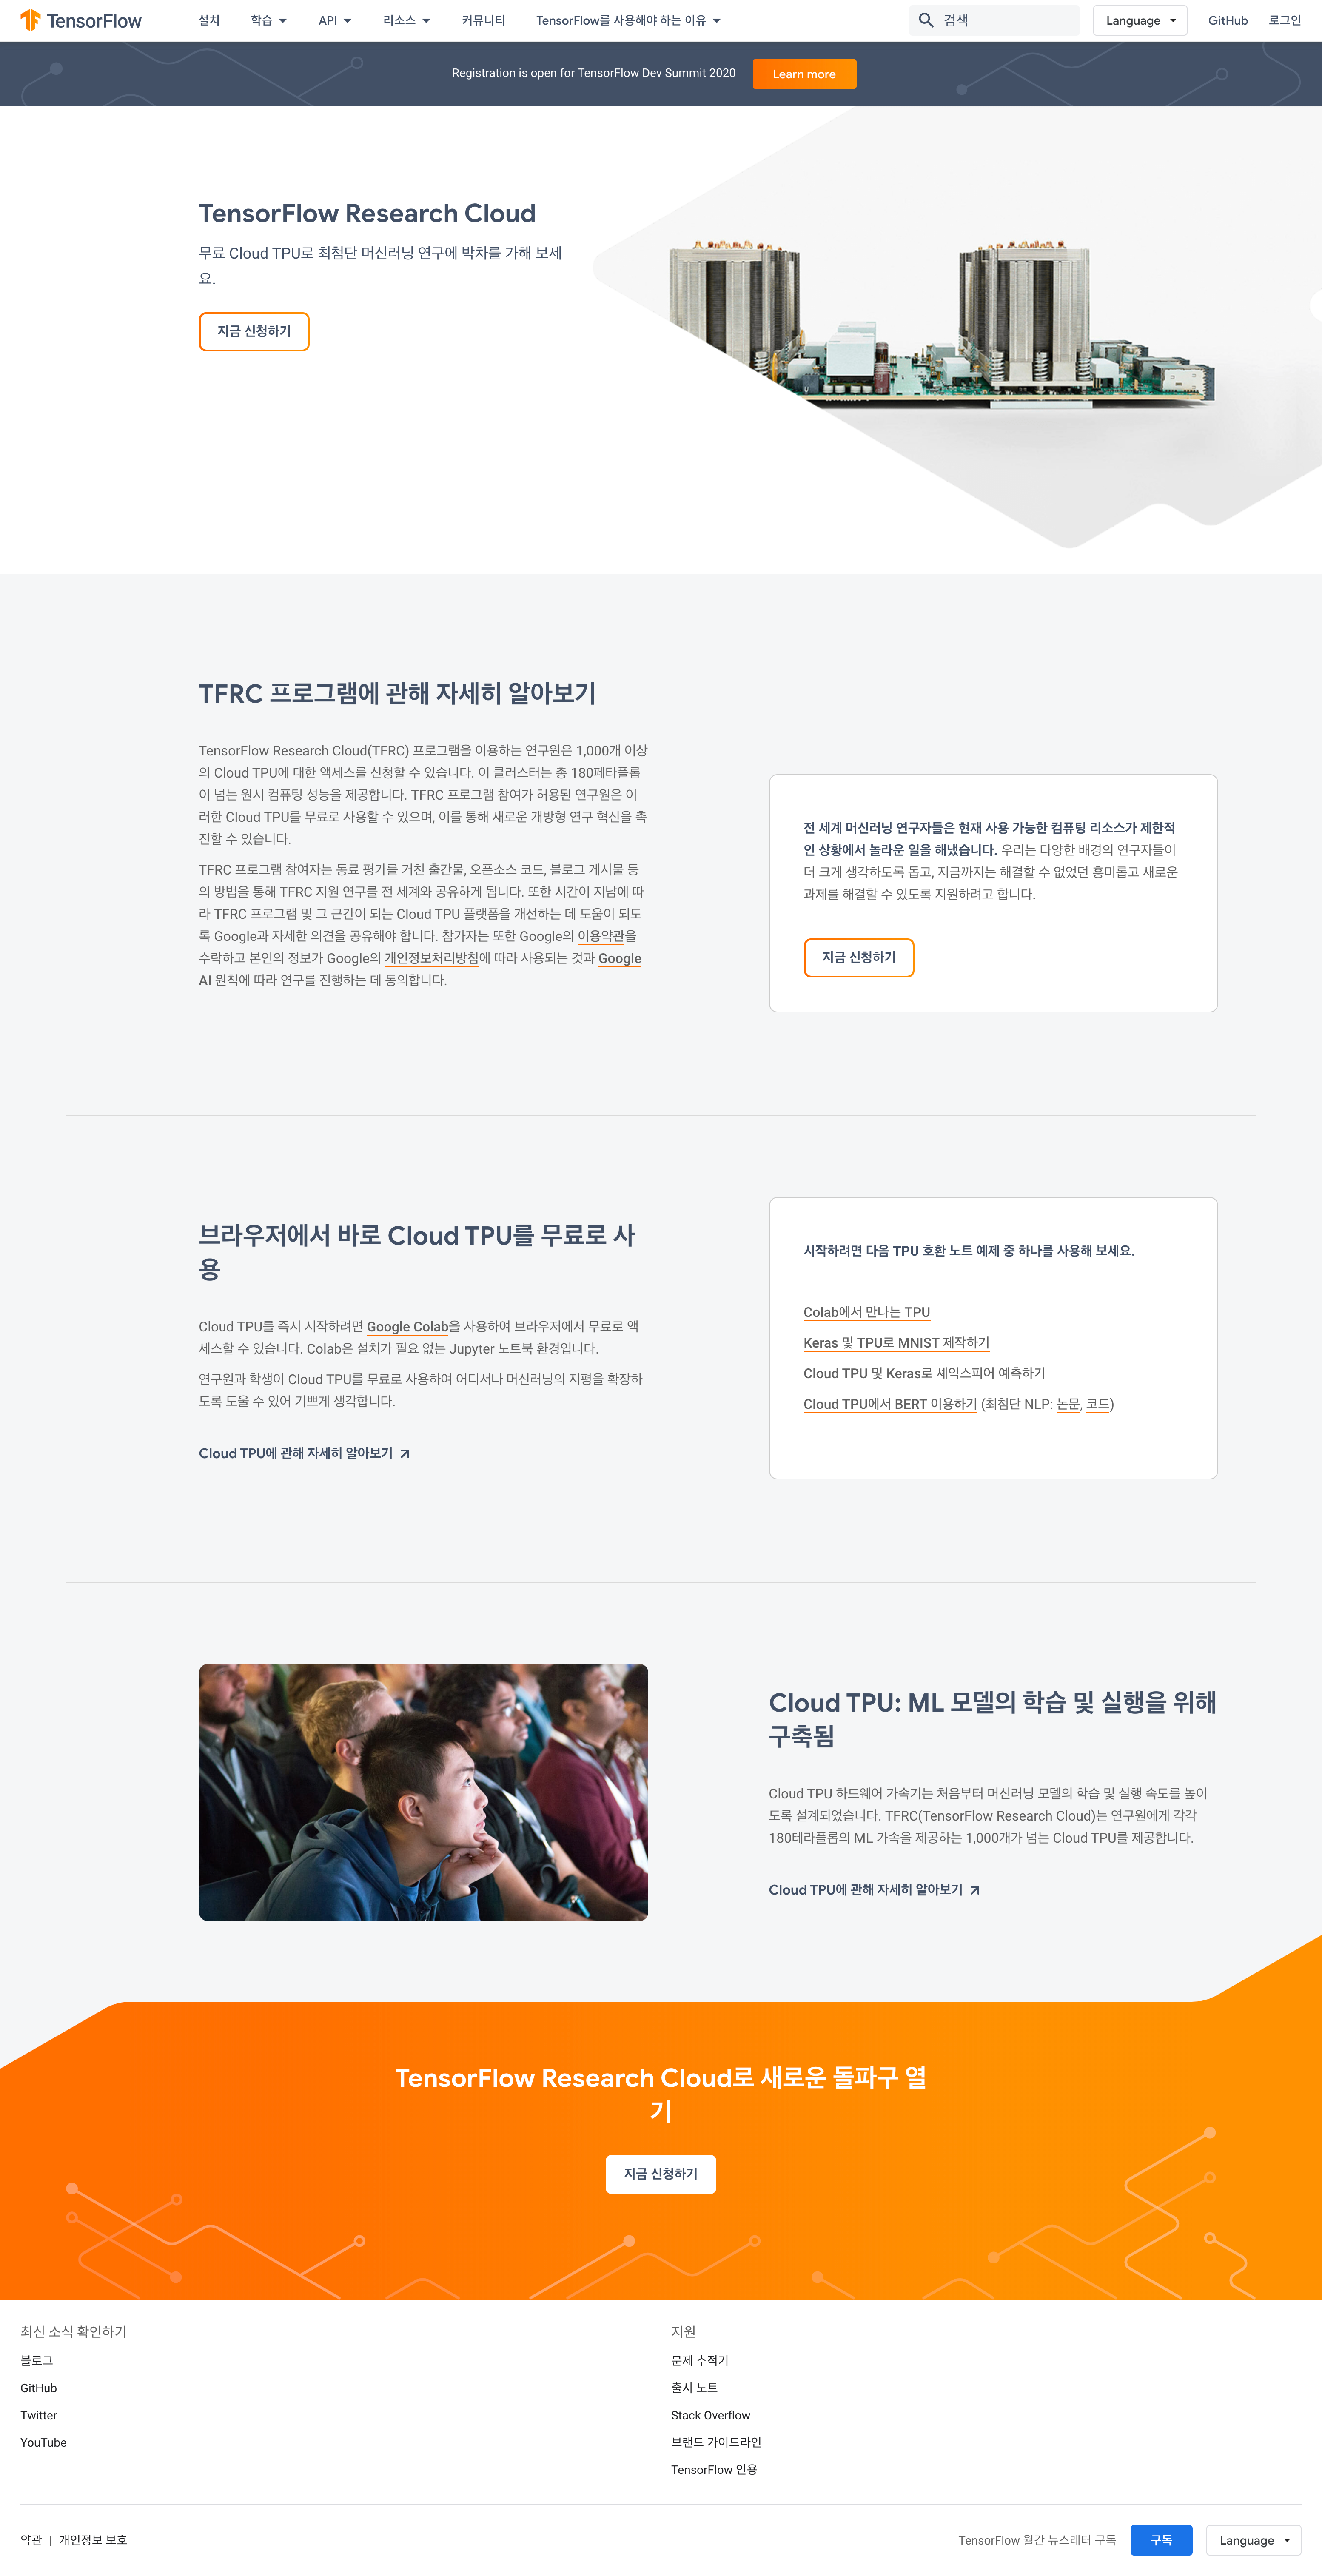 TensorFlow
설치
학습
API
리소스
커뮤니티
TensorFlow를 사용해야 하는 이유
검색
Language
GitHub
로그인
Registration is open for TensorFlow Dev Summit 2020
Learn more
TensorFlow Research Cloud
무료 Cloud TPU로 최첨단 머신러닝 연구에 박차를 가해 보세
요.
지금 신청하기
TFRC 프로그램에 관해 자세히 알아보기
TensorFlow Research Cloud(TFRC) 프로그램을 이용하는 연구원은 1,000개 이상
의 Cloud TPU에 대한 액세스를 신청할 수 있습니다. 이 클러스터는 총 180페타플롭
이 넘는 원시 컴퓨팅 성능을 제공합니다. TFRC 프로그램 참여가 허용된 연구원은 이
러한 Cloud TPU를 무료로 사용할 수 있으며, 이를 통해 새로운 개방형 연구 혁신을 촉
진할 수 있습니다.
TFRC 프로그램 참여자는 동료 평가를 거친 출간물, 오픈소스 코드, 블로그 게시물 등
의 방법을 통해 TFRC 지원 연구를 전 세계와 공유하게 됩니다. 또한 시간이 지남에 따
라 TFRC 프로그램 및 그 근간이 되는 Cloud TPU 플랫폼을 개선하는 데 도움이 되도
록 Google과 자세한 의견을 공유해야 합니다. 참가자는 또한 Google의 이용약관을
수락하고 본인의 정보가 Google의 개인정보처리방침에 따라 사용되는 것과 Google
AI 원칙에 따라 연구를 진행하는 데 동의합니다.
전 세계 머신러닝 연구자들은 현재 사용 가능한 컴퓨팅 리소스가 제한적
인 상황에서 놀라운 일을 해냈습니다. 우리는 다양한 배경의 연구자들이
더 크게 생각하도록 돕고, 지금까지는 해결할 수 없었던 흥미롭고 새로운
과제를 해결할 수 있도록 지원하려고 합니다.
지금 신청하기
브라우저에서 바로 Cloud TPU를 무료로 사
용
Cloud TPU를 즉시 시작하려면 Google Colab을 사용하여 브라우저에서 무료로 액
세스할 수 있습니다. Colab은 설치가 필요 없는 Jupyter 노트북 환경입니다.
연구원과 학생이 Cloud TPU를 무료로 사용하여 어디서나 머신러닝의 지평을 확장하
도록 도울 수 있어 기쁘게 생각합니다.
Cloud TPU에 관해 자세히 알아보기
시작하려면 다음 TPU 호환 노트 예제 중 하나를 사용해 보세요.
Colab에서 만나는 TPU
Keras 및 TPU로 MNIST 제작하기
Cloud TPU 및 Keras로 셰익스피어 예측하기
Cloud TPU에서 BERT 이용하기 (최첨단 NLP: 논문, 코드)
Cloud TPU: ML 모델의 학습 및 실행을 위해
구축됨
Cloud TPU 하드웨어 가속기는 처음부터 머신러닝 모델의 학습 및 실행 속도를 높이
도록 설계되었습니다. TFRC(TensorFlow Research Cloud)는 연구원에게 각각
180테라플롭의 ML 가속을 제공하는 1,000개가 넘는 Cloud TPU를 제공합니다.
Cloud TPU에 관해 자세히 알아보기
TensorFlow Research Cloud로 새로운 돌파구 열
기
지금 신청하기
최신 소식 확인하기
블로그
GitHub
Twitter
YouTube
지원
문제 추적기
출시 노트
Stack Overflow
브랜드 가이드라인
TensorFlow 인용
약관 | 개인정보 보호
TensorFlow 월간 뉴스레터 구독
구독
Language